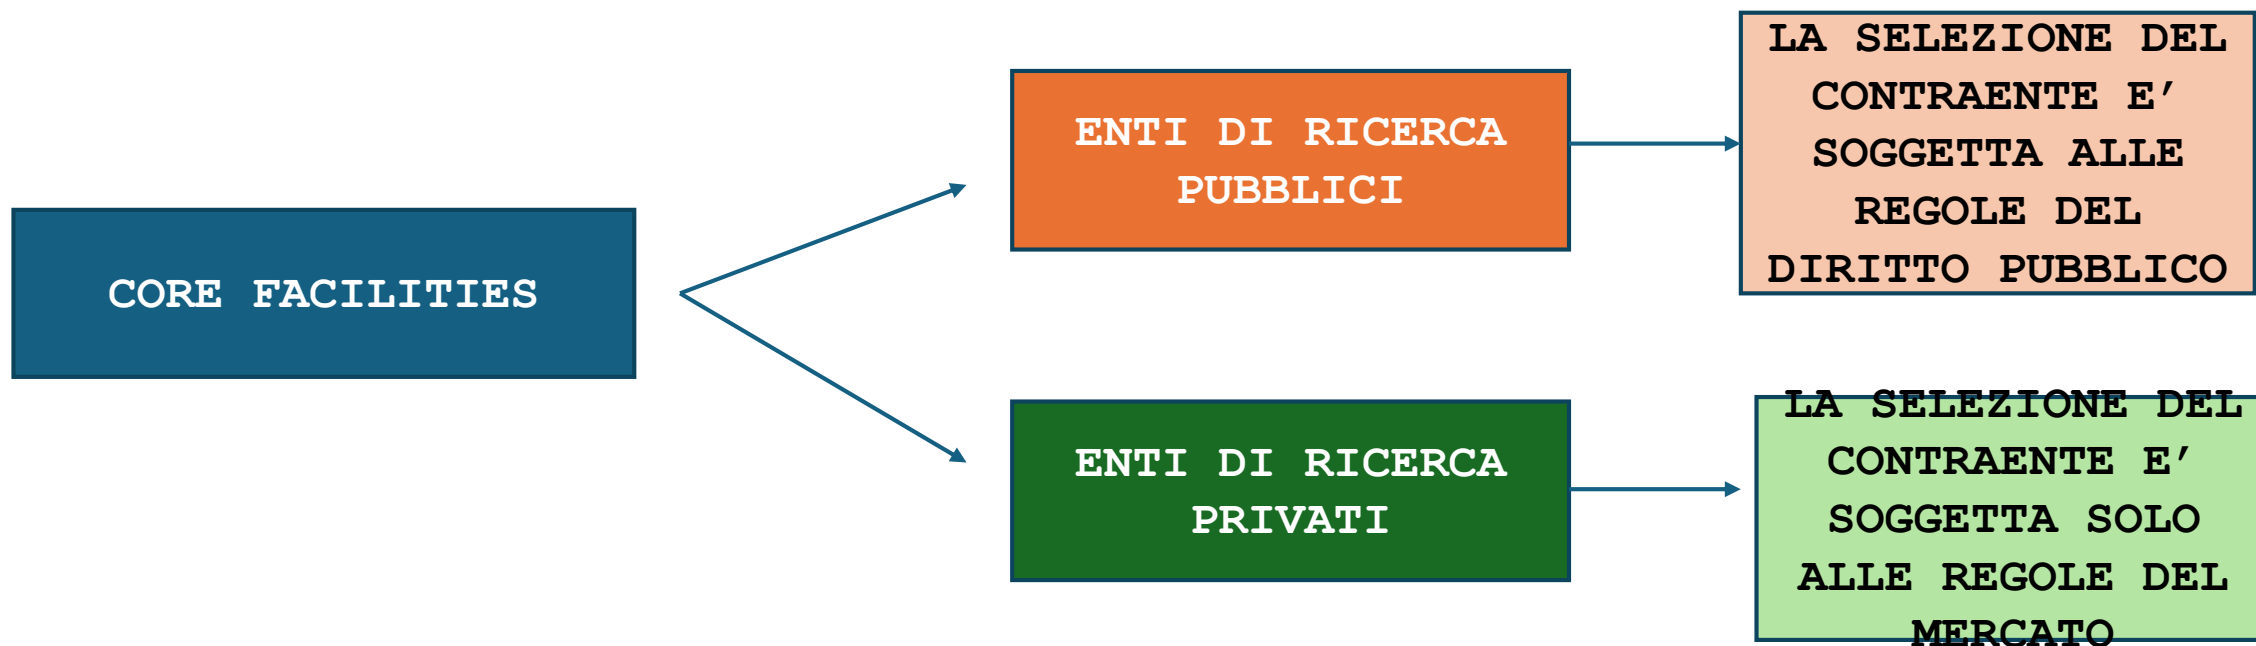 CORE FACILITIES
ENTI DI RICERCA
PUBBLICI
LA SELEZIONE DEL
CONTRAENTE E’
SOGGETTA ALLE
REGOLE DEL
DIRITTO PUBBLICO
ENTI DI RICERCA
PRIVATI
LA SELEZIONE DEL
CONTRAENTE E’
SOGGETTA SOLO
ALLE REGOLE DEL
MERCATO